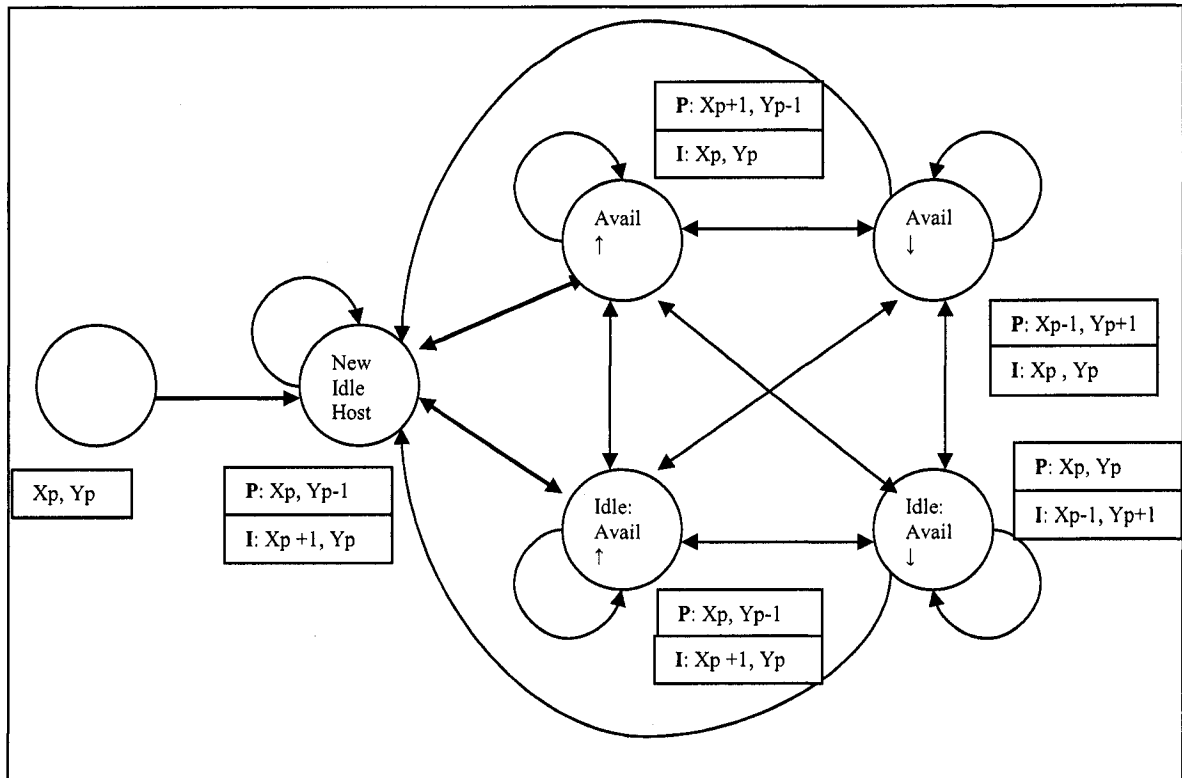 P: Xp+1, Yp-1
I: Xp, Yp
Avail
↑
Avail
↓
P: Xp-1, Yp+1
I: Xp , Yp
New
Idle
Host
Xp, Yp
P: Xp, Yp-1
I: Xp +1, Yp
Idle:
Avail
↑
Idle:
Avail
↓
P: Xp, Yp
I: Xp-1, Yp+1
P: Xp, Yp-1
I: Xp +1, Yp